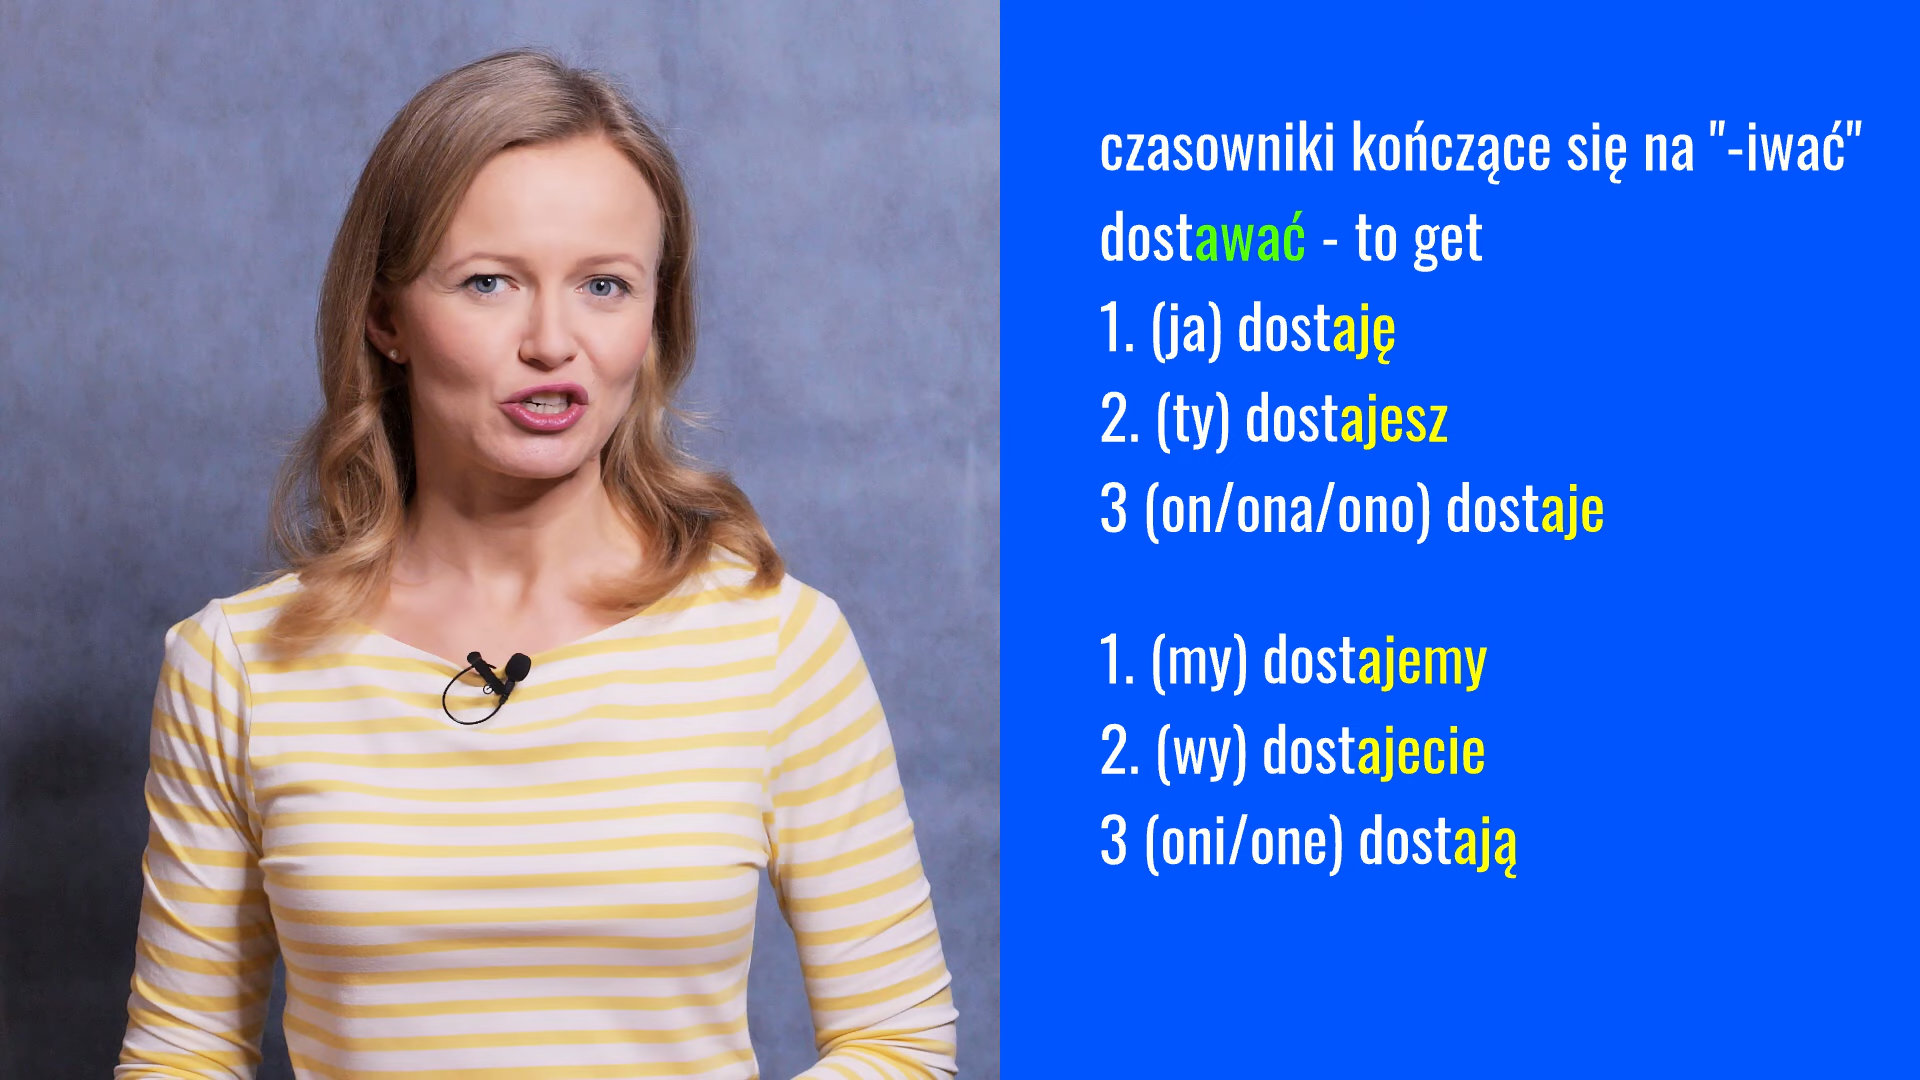 czasowniki kończące się na "-iwać"
dostawać - to get
1. (ja) dostaję
2. (ty) dostajesz
3 (on/ona/ono) dostaje
1. (my) dostajemy
2. (wy) dostajecie
3 (oni/one) dostają